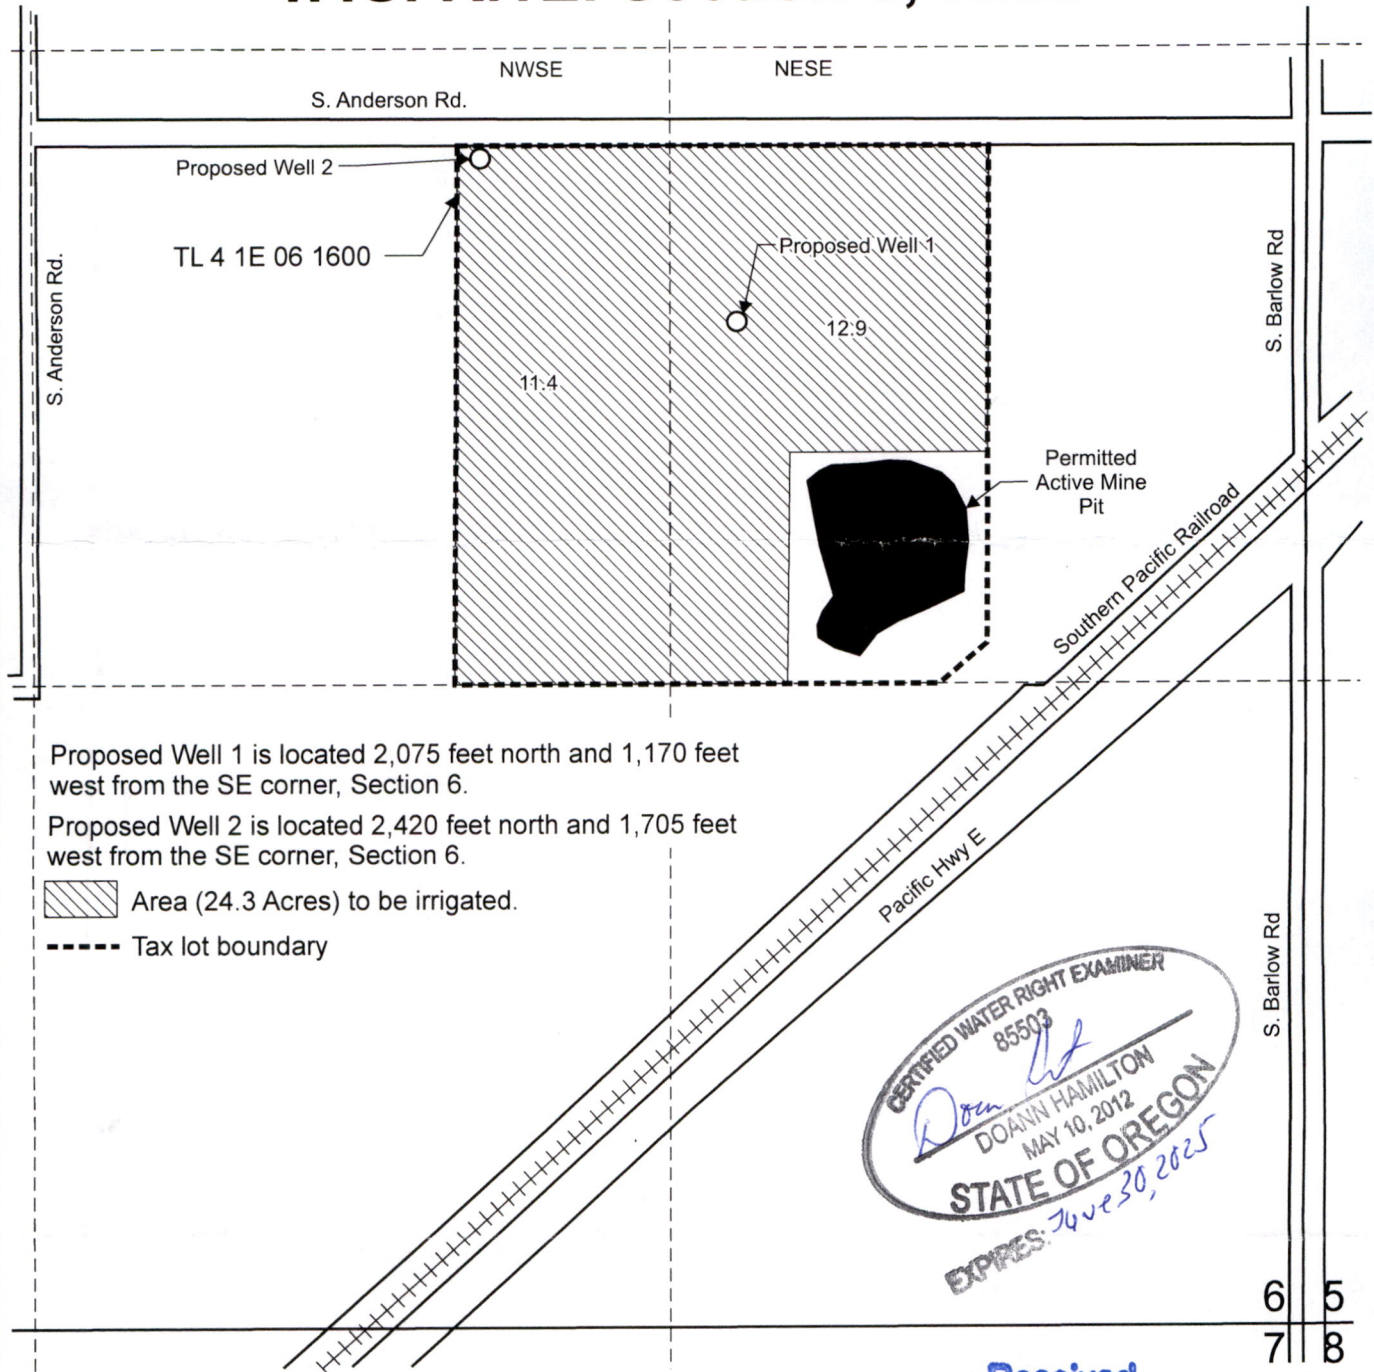 NWSE
NESE
S. Anderson Rd.
Proposed Well 2
TL 4 1E 06 1600
Proposed Well 1
12.9
11.4
S. Anderson Rd.
S. Barlow Rd
Permitted
Active Mine
Pit
Southern Pacific Railroad
Pacific Hwy E
Proposed Well 1 is located 2,075 feet north and 1,170 feet
west from the SE corner, Section 6.
Proposed Well 2 is located 2,420 feet north and 1,705 feet
west from the SE corner, Section 6.
Area (24.3 Acres) to be irrigated.
Tax lot boundary
S. Barlow Rd
CERTIFIED WATER RIGHT EXAMINER
85503
DOANN HAMILTON
MAY 10, 2012
STATE OF OREGON
EXPIRES: June 30, 2025
6 5
7 8
Received